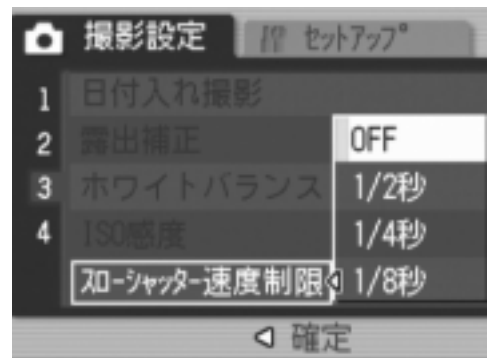 撮影設定 セットアップ
1 日付入れ撮影
2 露出補正 OFF
3 ホワイトバランス 1/2秒
4 ISO感度 1/4秒
スローシャッター速度制限 1/8秒
確定